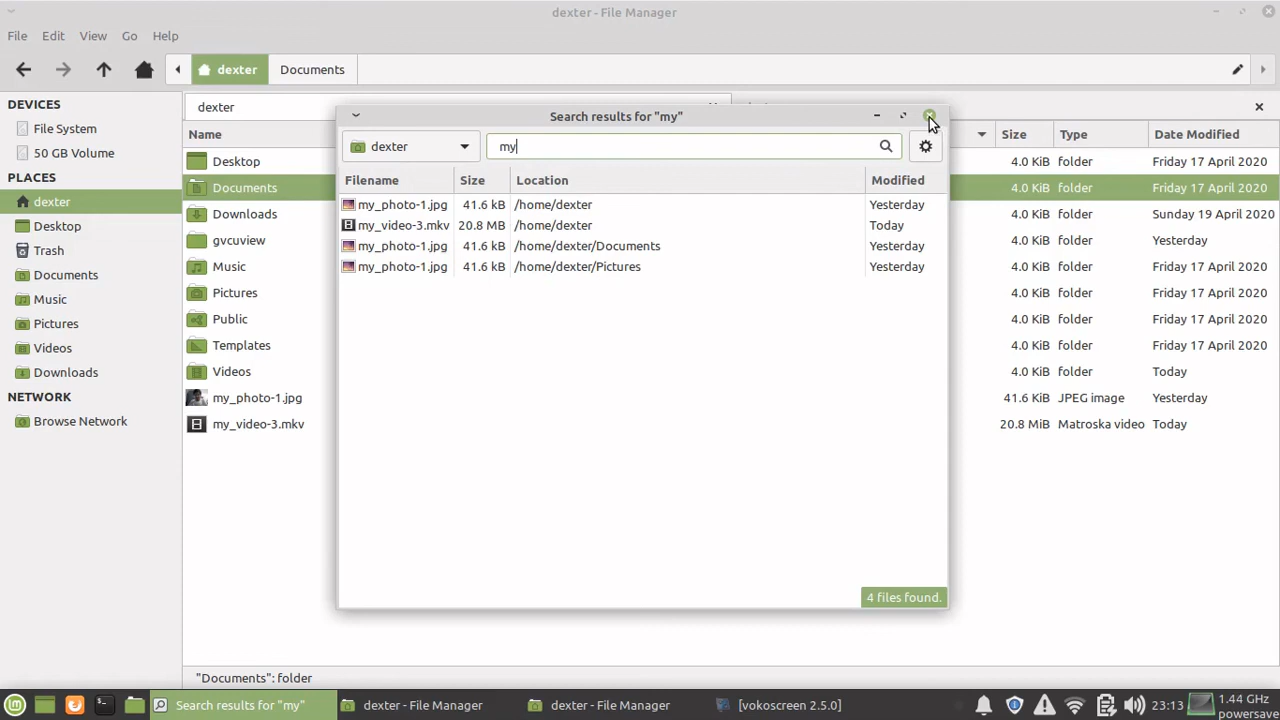 dexter - File Manager
File Edit View Go Help
dexter Documents
DEVICES
File System
50 GB Volume
PLACES
dexter
Desktop
Trash
Documents
Music
Pictures
Videos
Downloads
NETWORK
Browse Network
dexter
Name Size Type Date Modified
Desktop 4.0 KiB folder Friday 17 April 2020
Documents 4.0 KiB folder Friday 17 April 2020
Downloads 4.0 KiB folder Sunday 19 April 2020
gvcuview 4.0 KiB folder Yesterday
Music 4.0 KiB folder Friday 17 April 2020
Pictures 4.0 KiB folder Friday 17 April 2020
Public 4.0 KiB folder Friday 17 April 2020
Templates 4.0 KiB folder Friday 17 April 2020
Videos 4.0 KiB folder Today
my_photo-1.jpg 41.6 KiB JPEG image Yesterday
my_video-3.mkv 20.8 MiB Matroska video Today
Search results for "my"
dexter my
Filename Size Location Modified
my_photo-1.jpg 41.6 kB /home/dexter Yesterday
my_video-3.mkv 20.8 MB /home/dexter Today
my_photo-1.jpg 41.6 kB /home/dexter/Documents Yesterday
my_photo-1.jpg 41.6 kB /home/dexter/Pictures Yesterday
4 files found.
"Documents": folder
Search results for "my" dexter - File Manager dexter - File Manager [vokoscreen 2.5.0] 23:13 1.44 GHz
powersave